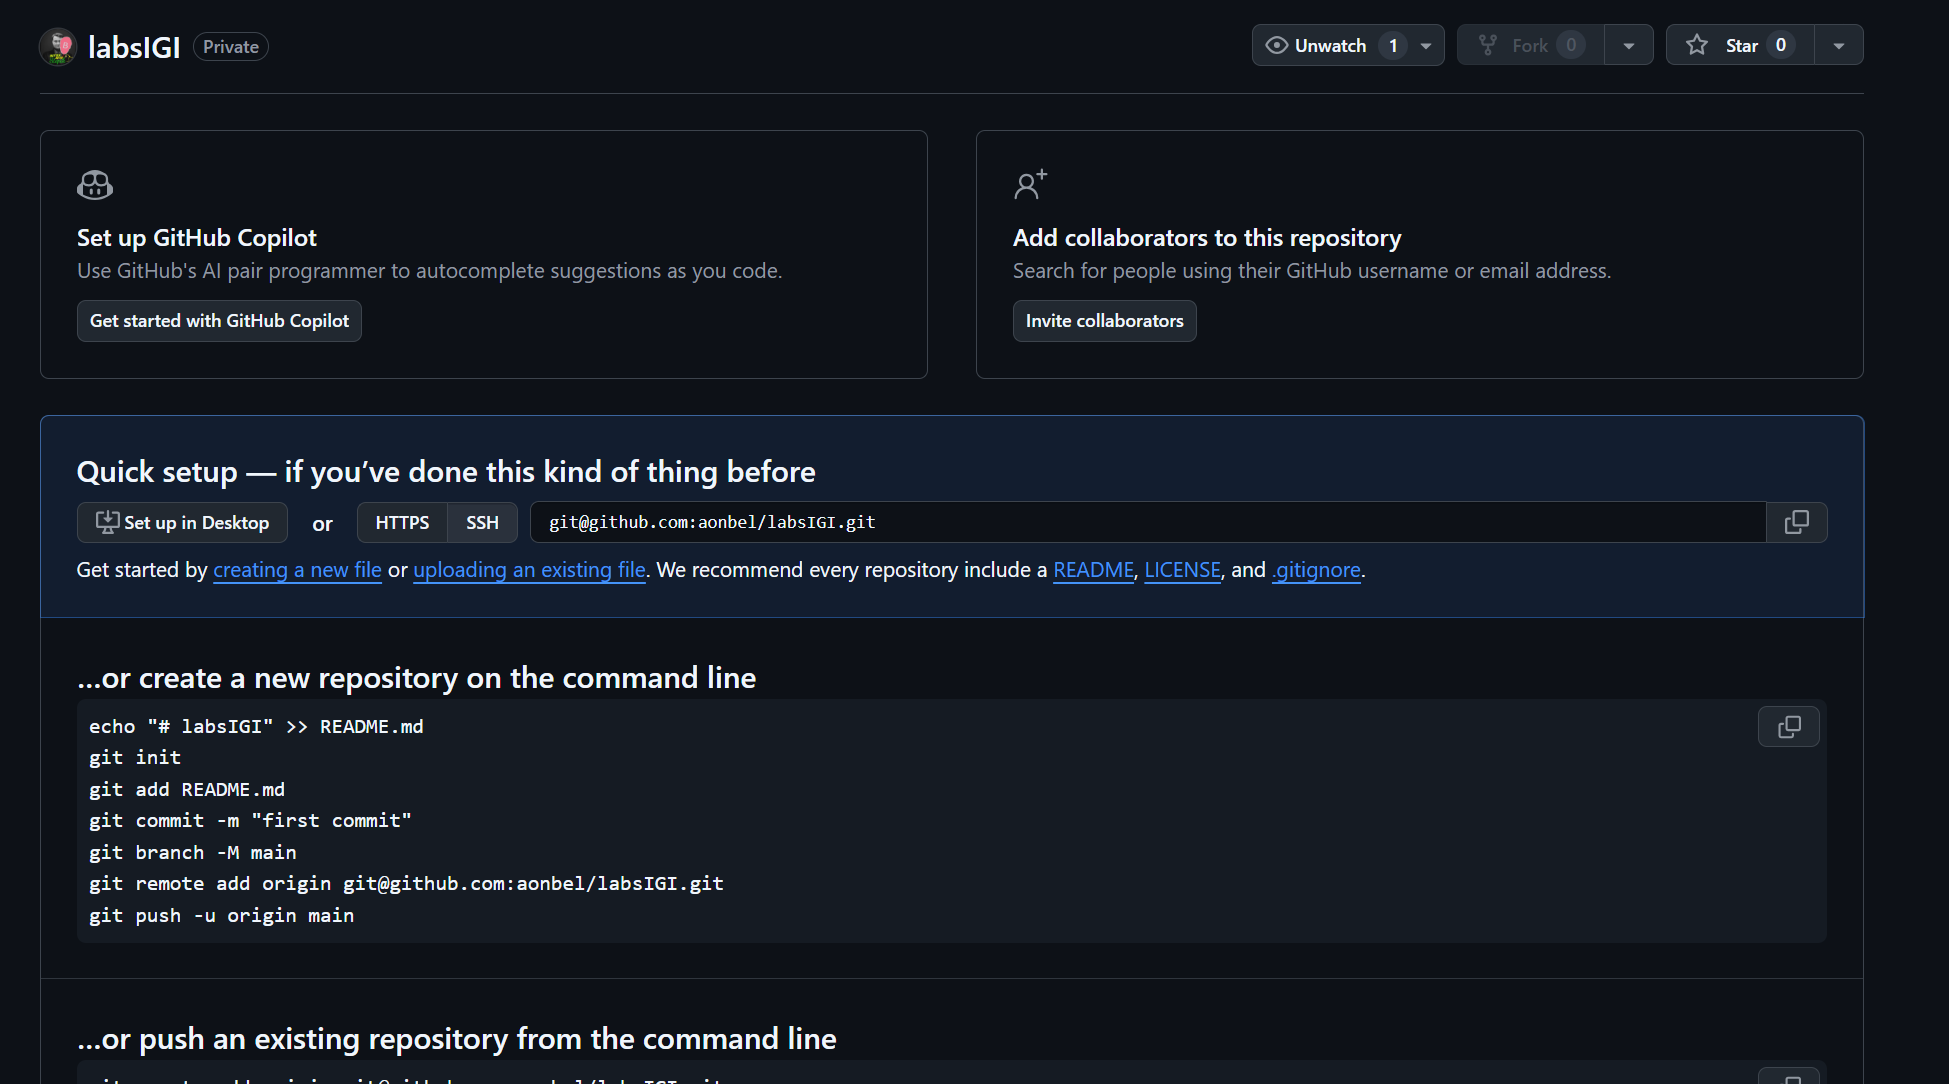 labsIGI Private
Unwatch 1 Fork 0 Star 0
Set up GitHub Copilot
Use GitHub's AI pair programmer to autocomplete suggestions as you code.
Get started with GitHub Copilot
Add collaborators to this repository
Search for people using their GitHub username or email address.
Invite collaborators
Quick setup — if you’ve done this kind of thing before
Set up in Desktop or HTTPS SSH git@github.com:aonbel/labsIGI.git
Get started by creating a new file or uploading an existing file. We recommend every repository include a README, LICENSE, and .gitignore.
…or create a new repository on the command line
echo "# labsIGI" >> README.md
git init
git add README.md
git commit -m "first commit"
git branch -M main
git remote add origin git@github.com:aonbel/labsIGI.git
git push -u origin main
…or push an existing repository from the command line